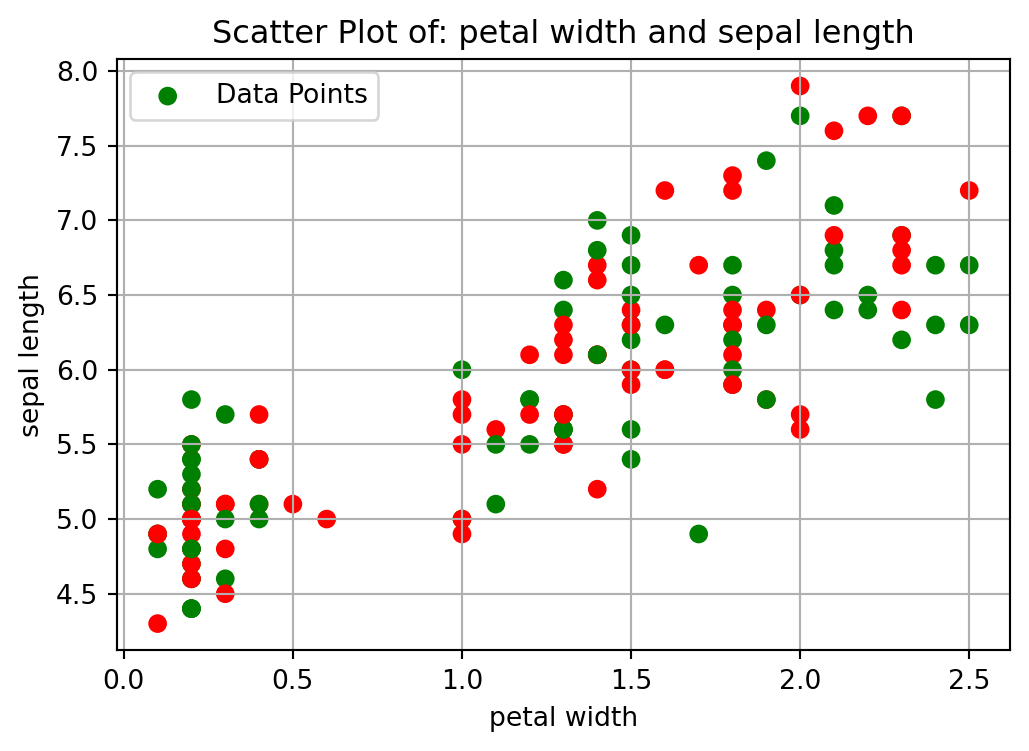 Scatter Plot of: petal width and sepal length
Data Points
8.0
7.5
7.0
6.5
6.0
5.5
5.0
4.5
sepal length
0.0 0.5 1.0 1.5 2.0 2.5
petal width